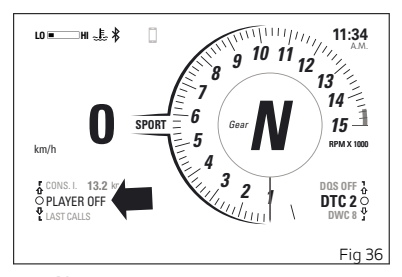 LO HI
11:34
A.M.
1 2 3 4 5 6 7 8 9 10 11 12 13 14 15
RPM X 1000
0
km/h
SPORT
Gear N
CONS. I. 13.2
PLAYER OFF
LAST CALLS
DQS OFF
DTC 2
DWC 8
Fig 36